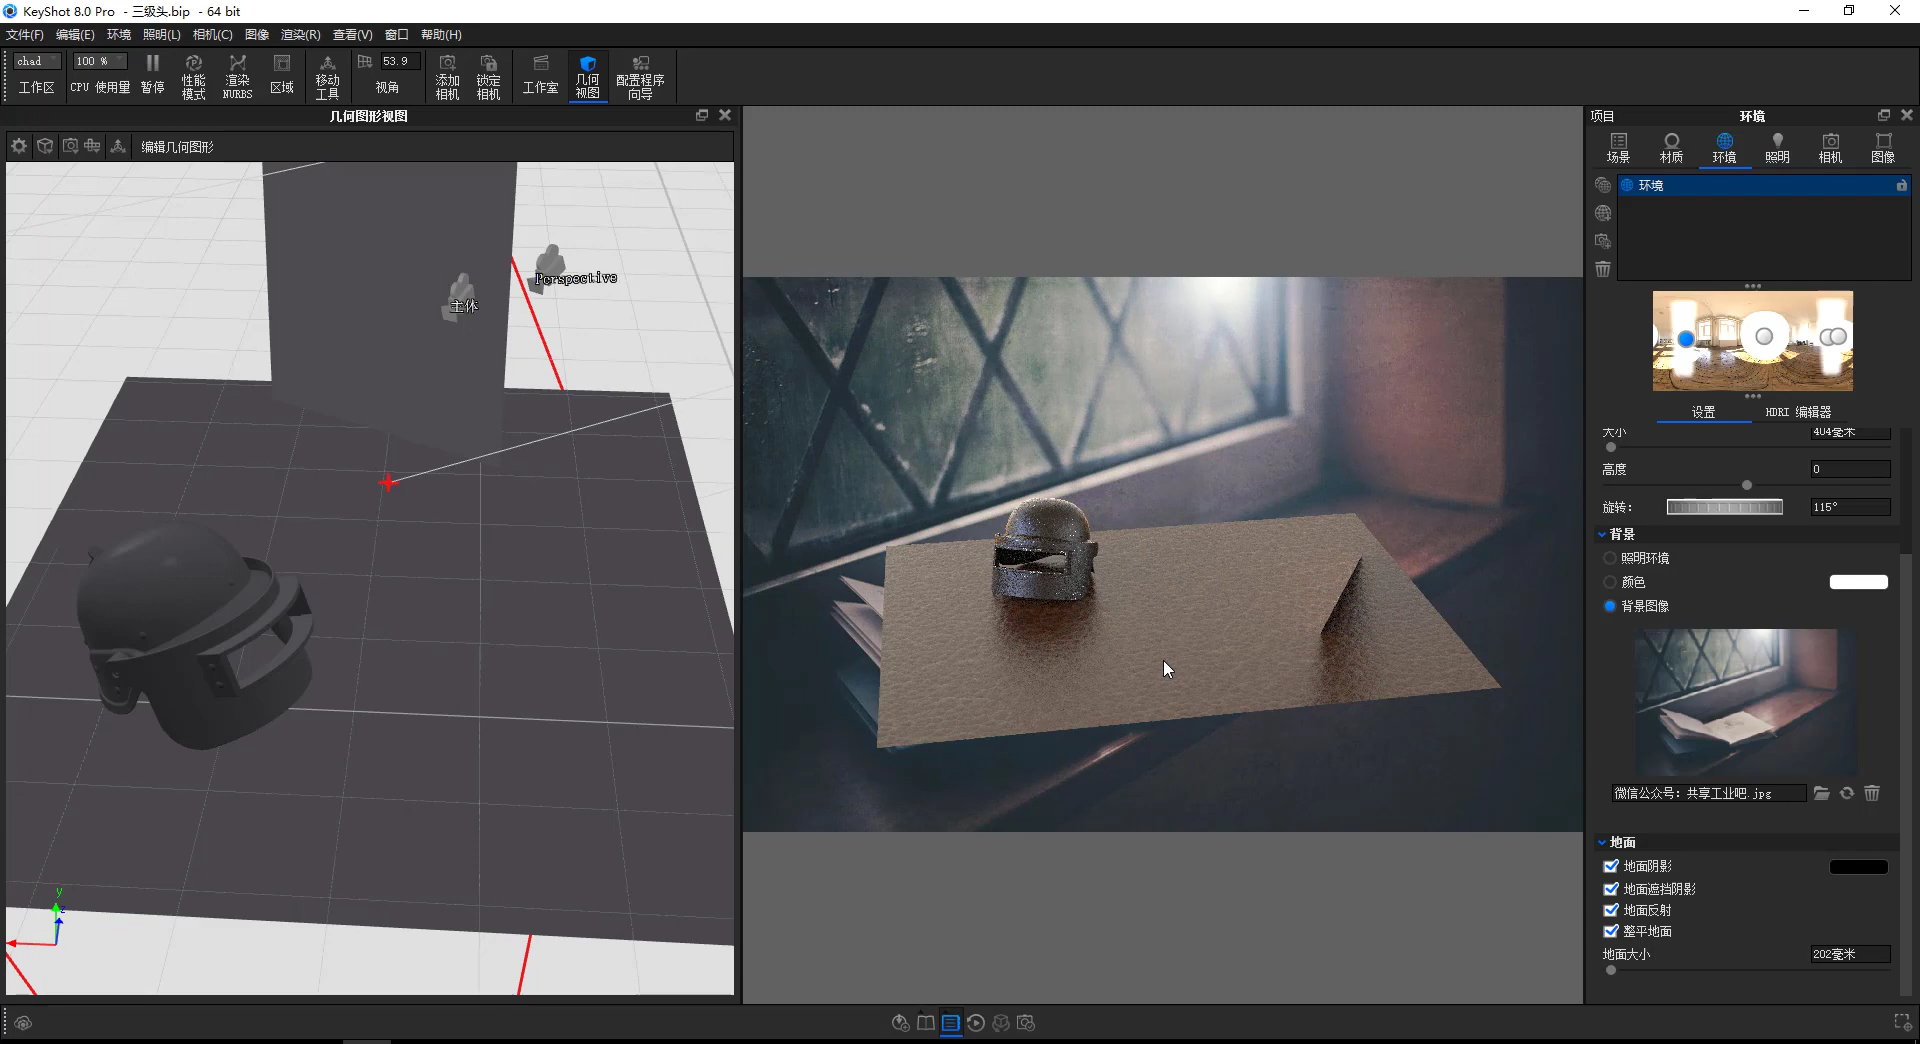 KeyShot 8.0 Pro - 三级头.bip - 64 bit
文件(F) 编辑(E) 环境 照明(L) 相机(C) 图像 渲染(R) 查看(V) 窗口 帮助(H)
chad 100 % 53.9
工作区 CPU 使用量 暂停 性能模式 渲染NURBS 区域 移动工具 视角 添加相机 锁定相机 工作室 几何视图 配置程序向导
几何图形视图
编辑几何图形
Perspective
主体
y
z
项目 环境
场景 材质 环境 照明 相机 图像
环境
设置 HDRI 编辑器
大小 404毫米
高度 0
旋转: 115°
背景
照明环境
颜色
背景图像
微信公众号: 共享工业吧.jpg
地面
地面阴影
地面遮挡阴影
地面反射
整平地面
地面大小 202毫米